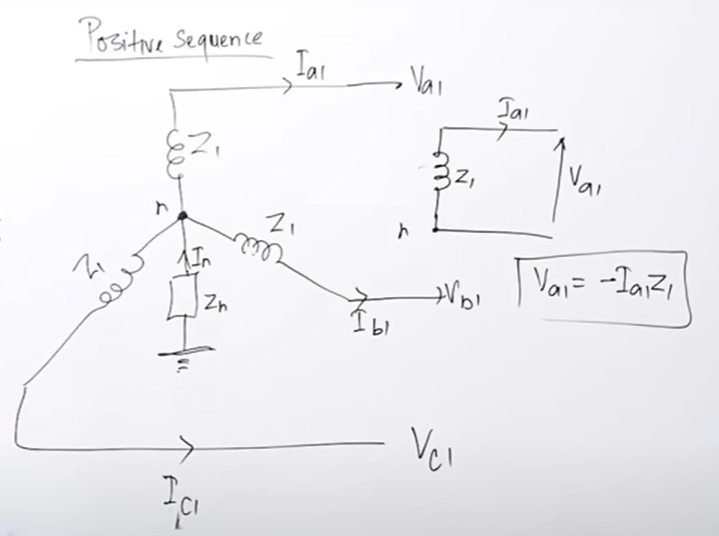 Positive Sequence
Ia1
Va1
Z1
n
Z1
Z1
In
Zn
Ib1
Vb1
Ic1
Vc1
Ia1
Z1
Va1
n
Va1 = -Ia1Z1